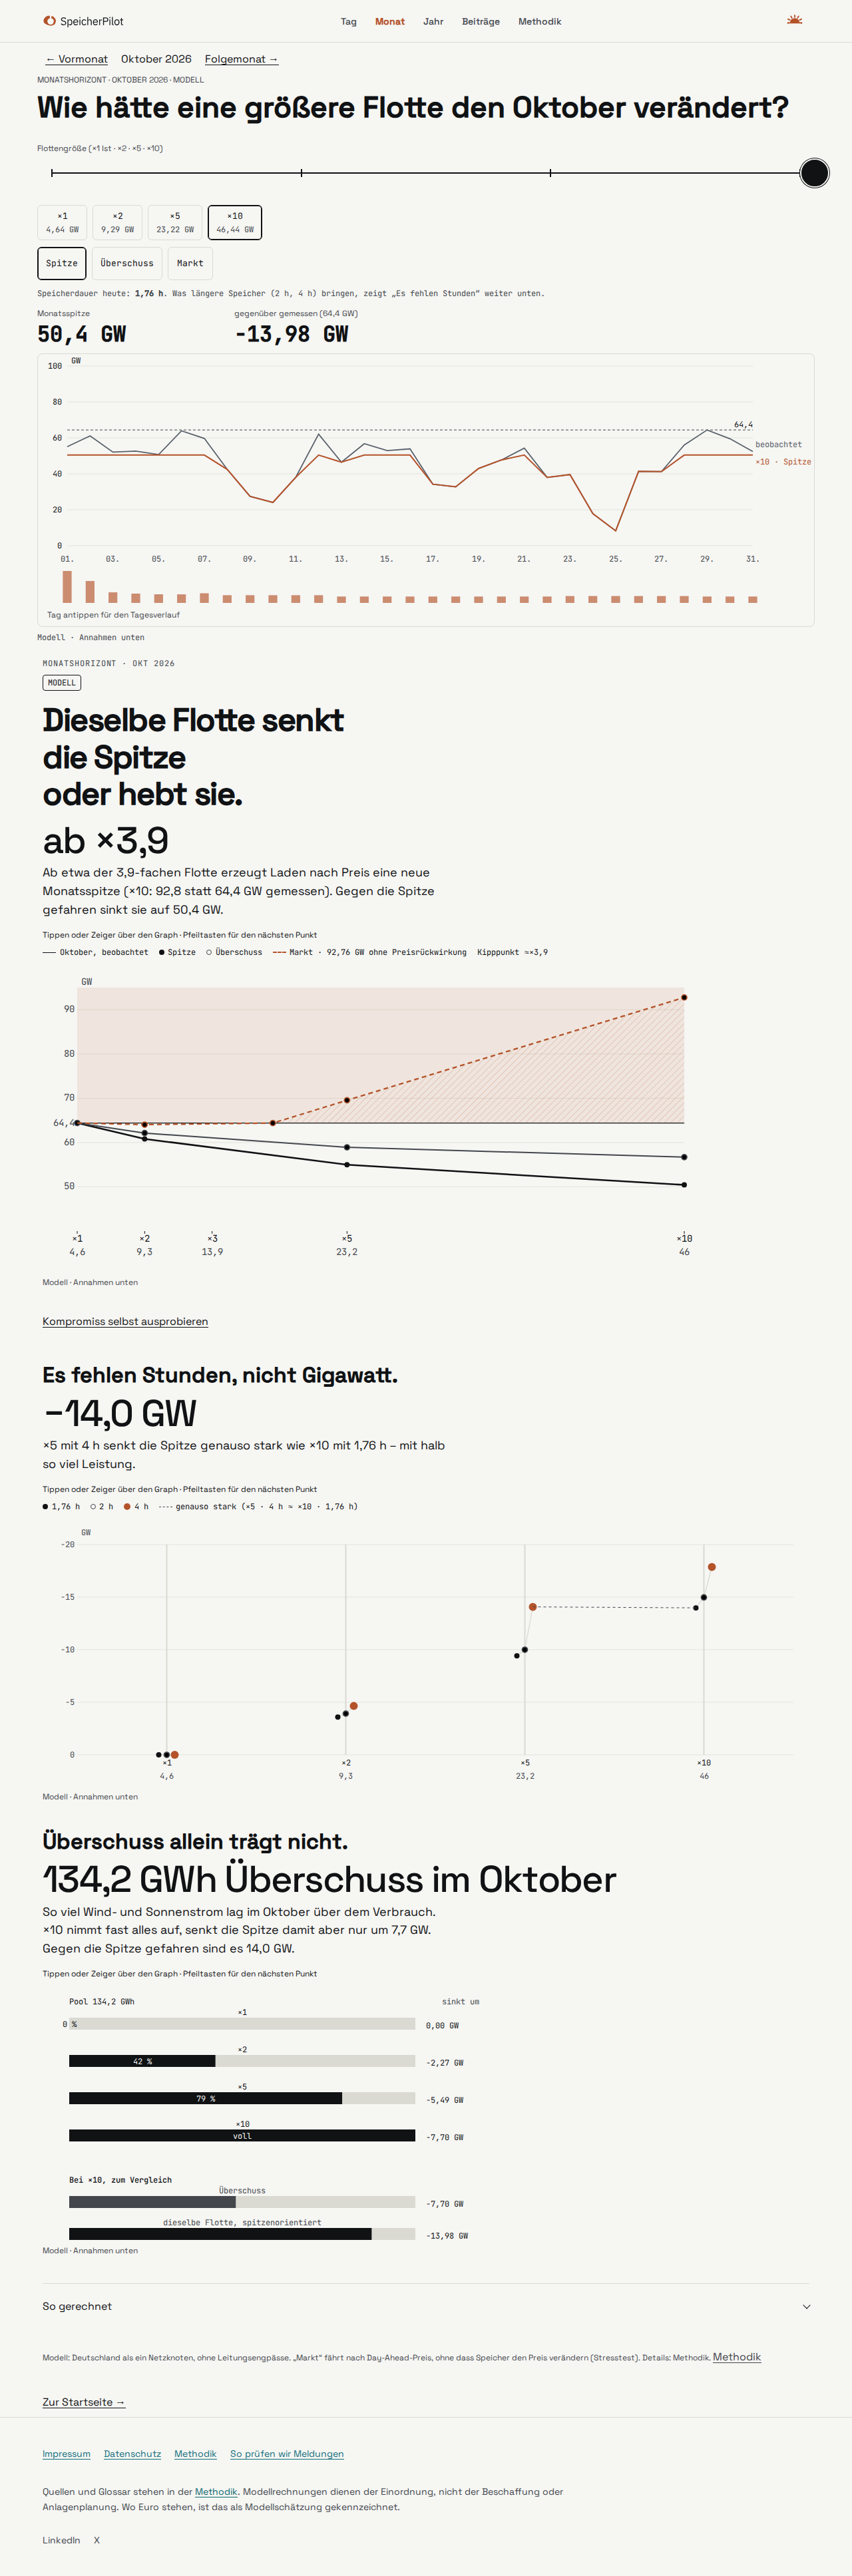 SpeicherPilot
Tag Monat Jahr Beiträge Methodik
← Vormonat Oktober 2026 Folgemonat →
MONATSHORIZONT · OKTOBER 2026 · MODELL
Wie hätte eine größere Flotte den Oktober verändert?
Flottengröße (×1 Ist · ×2 · ×5 · ×10)
×1 ×2 ×5 ×10
4,64 GW 9,29 GW 23,22 GW 46,44 GW
Spitze Überschuss Markt
Speicherdauer heute: 1,76 h. Was längere Speicher (2 h, 4 h) bringen, zeigt „Es fehlen Stunden“ weiter unten.
Monatsspitze gegenüber gemessen (64,4 GW)
50,4 GW -13,98 GW
GW
100
80
64,4
60
beobachtet
×10 · Spitze
40
20
0
01. 03. 05. 07. 09. 11. 13. 15. 17. 19. 21. 23. 25. 27. 29. 31.
Tag antippen für den Tagesverlauf
Modell · Annahmen unten
MONATSHORIZONT · OKT 2026
MODELL
Dieselbe Flotte senkt
die Spitze
oder hebt sie.
ab ×3,9
Ab etwa der 3,9-fachen Flotte erzeugt Laden nach Preis eine neue
Monatsspitze (×10: 92,8 statt 64,4 GW gemessen). Gegen die Spitze
gefahren sinkt sie auf 50,4 GW.
Tippen oder Zeiger über den Graph · Pfeiltasten für den nächsten Punkt
Oktober, beobachtet Spitze Überschuss Markt · 92,76 GW ohne Preisrückwirkung Kipppunkt ≈×3,9
GW
90
80
70
64,4
60
50
×1 ×2 ×3 ×5 ×10
4,6 9,3 13,9 23,2 46
Modell · Annahmen unten
Kompromiss selbst ausprobieren
Es fehlen Stunden, nicht Gigawatt.
−14,0 GW
×5 mit 4 h senkt die Spitze genauso stark wie ×10 mit 1,76 h – mit halb
so viel Leistung.
Tippen oder Zeiger über den Graph · Pfeiltasten für den nächsten Punkt
1,76 h 2 h 4 h genauso stark (×5 · 4 h ≈ ×10 · 1,76 h)
GW
-20
-15
-10
-5
0
×1 ×2 ×5 ×10
4,6 9,3 23,2 46
Modell · Annahmen unten
Überschuss allein trägt nicht.
134,2 GWh Überschuss im Oktober
So viel Wind- und Sonnenstrom lag im Oktober über dem Verbrauch.
×10 nimmt fast alles auf, senkt die Spitze damit aber nur um 7,7 GW.
Gegen die Spitze gefahren sind es 14,0 GW.
Tippen oder Zeiger über den Graph · Pfeiltasten für den nächsten Punkt
Pool 134,2 GWh sinkt um
×1
0 % 0,00 GW
×2
42 % -2,27 GW
×5
79 % -5,49 GW
×10
voll -7,70 GW
Bei ×10, zum Vergleich
Überschuss
-7,70 GW
dieselbe Flotte, spitzenorientiert
-13,98 GW
Modell · Annahmen unten
So gerechnet
Modell: Deutschland als ein Netzknoten, ohne Leitungsengpässe. „Markt“ fährt nach Day-Ahead-Preis, ohne dass Speicher den Preis verändern (Stresstest). Details: Methodik. Methodik
Zur Startseite →
Impressum Datenschutz Methodik So prüfen wir Meldungen
Quellen und Glossar stehen in der Methodik. Modellrechnungen dienen der Einordnung, nicht der Beschaffung oder
Anlagenplanung. Wo Euro stehen, ist das als Modellschätzung gekennzeichnet.
LinkedIn X